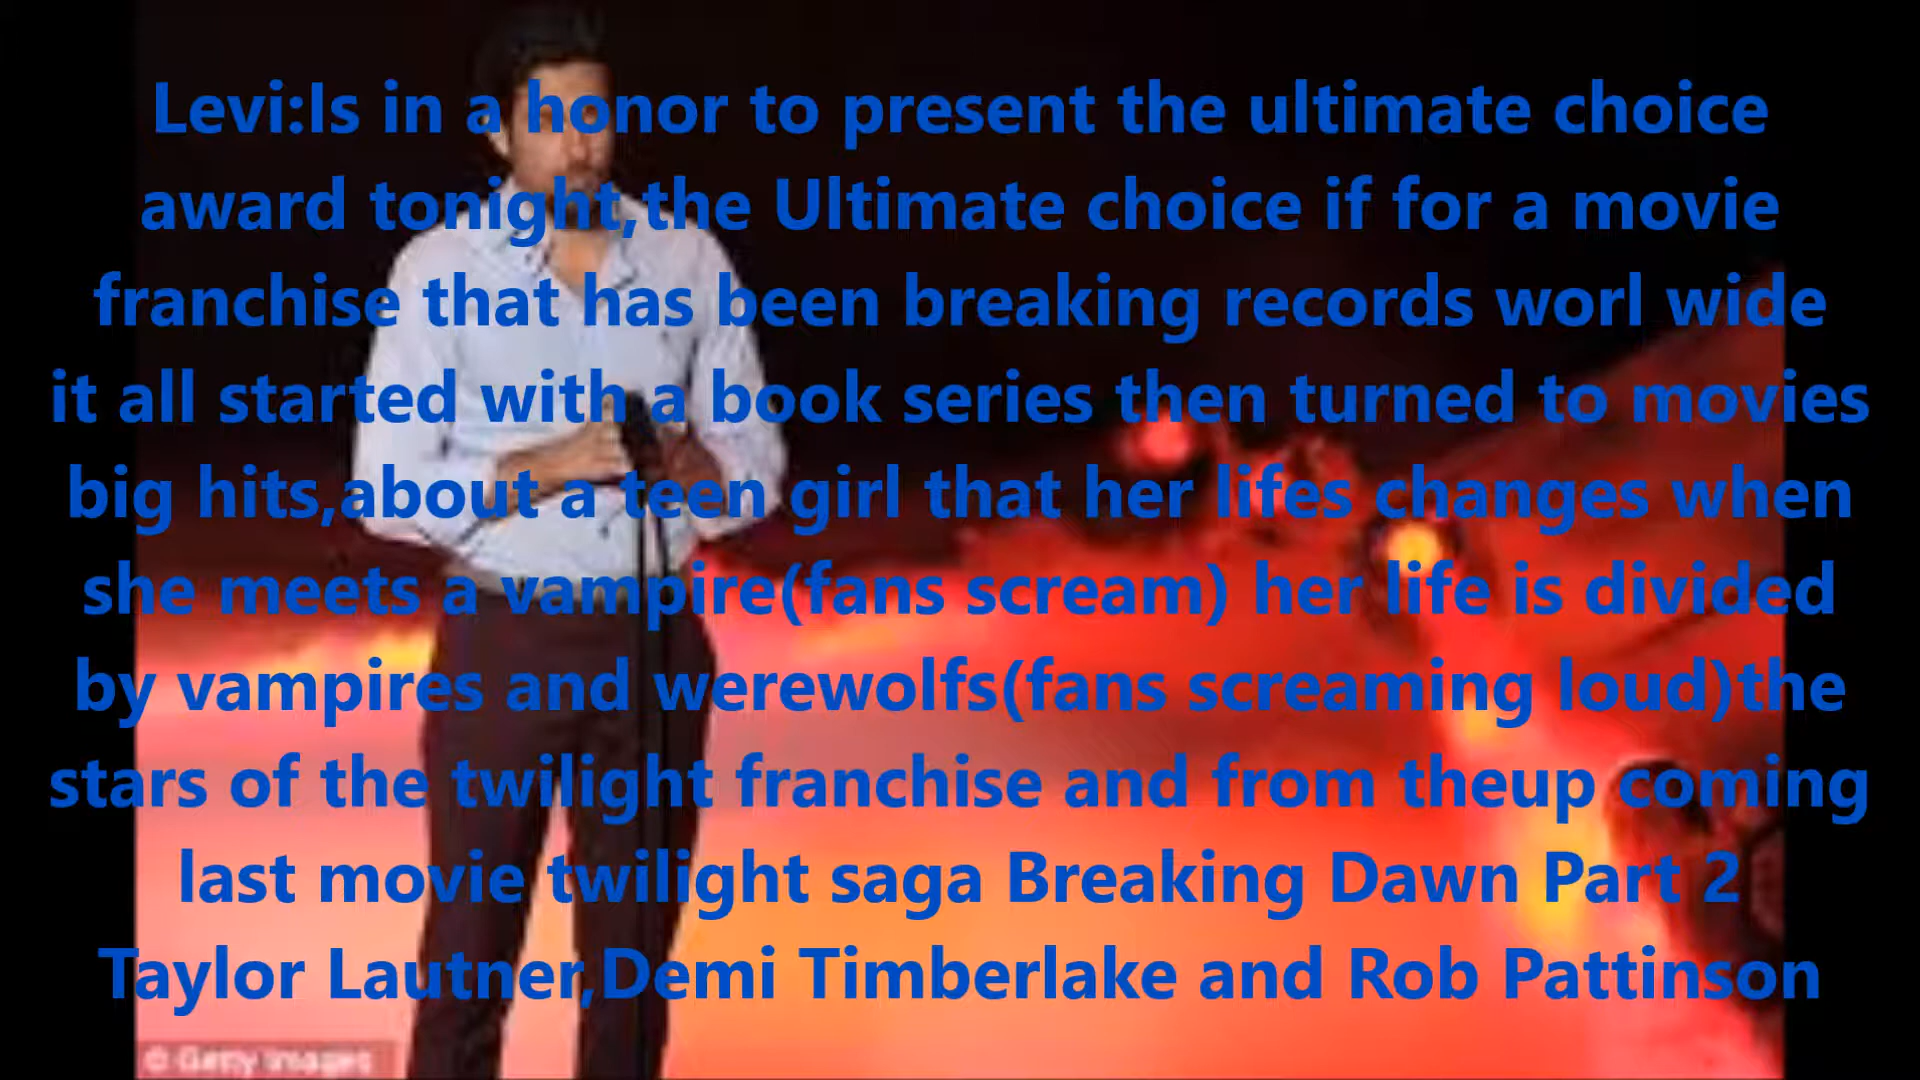 Levi:Is in a honor to present the ultimate choice
award tonight,the Ultimate choice if for a movie
franchise that has been breaking records worl wide
it all started with a book series then turned to movies
big hits,about a teen girl that her lifes changes when
she meets a vampire(fans scream) her life is divided
by vampires and werewolfs(fans screaming loud)the
stars of the twilight franchise and from theup coming
last movie twilight saga Breaking Dawn Part 2
Taylor Lautner,Demi Timberlake and Rob Pattinson
© Getty Images